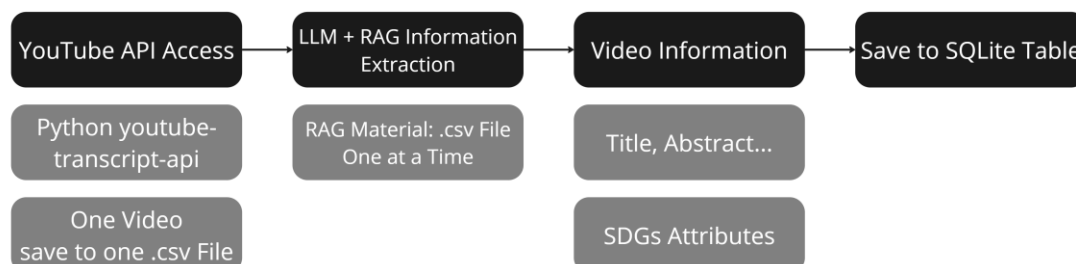 YouTube API Access
LLM + RAG Information
Extraction
Video Information
Save to SQLite Table
Python youtube-
transcript-api
RAG Material: .csv File
One at a Time
Title, Abstract...
One Video
save to one .csv File
SDGs Attributes